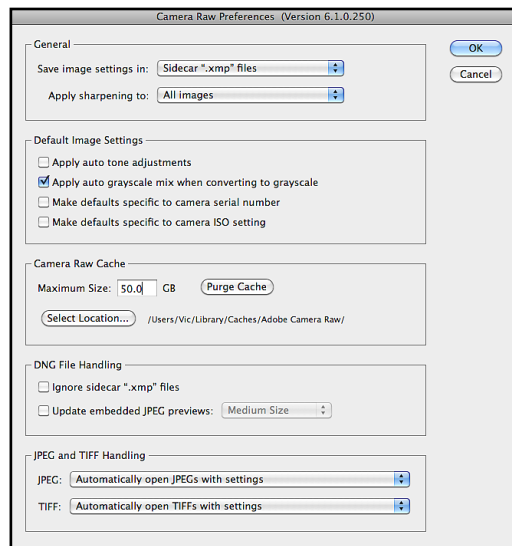 Camera Raw Preferences (Version 6.1.0.250)
General
OK
Save image settings in: Sidecar ".xmp" files
Cancel
Apply sharpening to: All images
Default Image Settings
Apply auto tone adjustments
Apply auto grayscale mix when converting to grayscale
Make defaults specific to camera serial number
Make defaults specific to camera ISO setting
Camera Raw Cache
Maximum Size: 50.0 GB Purge Cache
Select Location... /Users/Vic/Library/Caches/Adobe Camera Raw/
DNG File Handling
Ignore sidecar ".xmp" files
Update embedded JPEG previews: Medium Size
JPEG and TIFF Handling
JPEG: Automatically open JPEGs with settings
TIFF: Automatically open TIFFs with settings